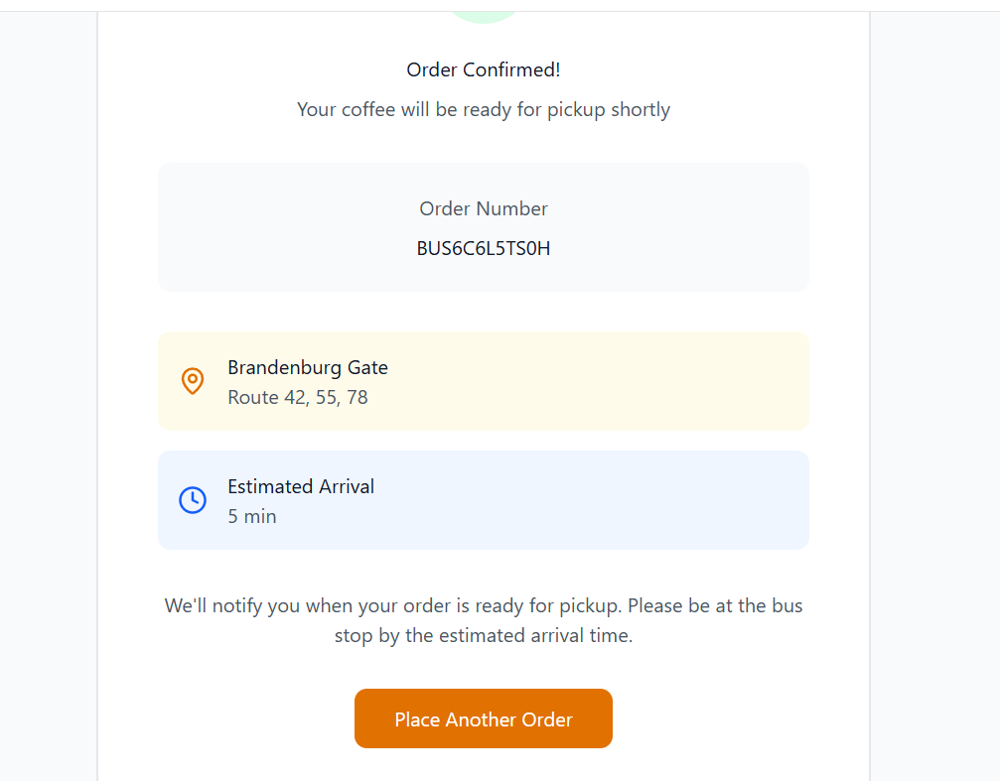 Order Confirmed!
Your coffee will be ready for pickup shortly
Order Number
BUS6C6L5TS0H
Brandenburg Gate
Route 42, 55, 78
Estimated Arrival
5 min
We'll notify you when your order is ready for pickup. Please be at the bus
stop by the estimated arrival time.
Place Another Order